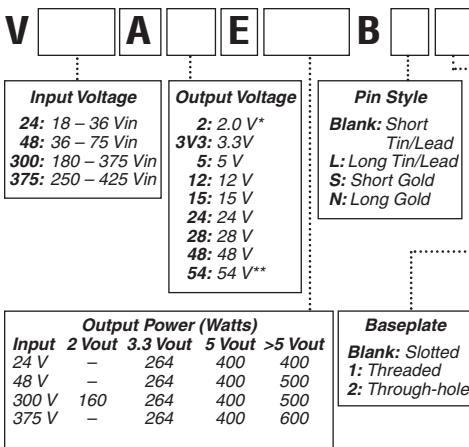 V A E B
Input Voltage
24: 18 – 36 Vin
48: 36 – 75 Vin
300: 180 – 375 Vin
375: 250 – 425 Vin
Output Voltage
2: 2.0 V*
3V3: 3.3V
5: 5 V
12: 12 V
15: 15 V
24: 24 V
28: 28 V
48: 48 V
54: 54 V**
Pin Style
Blank: Short
Tin/Lead
L: Long Tin/Lead
S: Short Gold
N: Long Gold
Output Power (Watts)
Input 2 Vout 3.3 Vout 5 Vout >5 Vout
24 V – 264 400 400
48 V – 264 400 500
300 V 160 264 400 500
375 V – 264 400 600
Baseplate
Blank: Slotted
1: Threaded
2: Through-hole